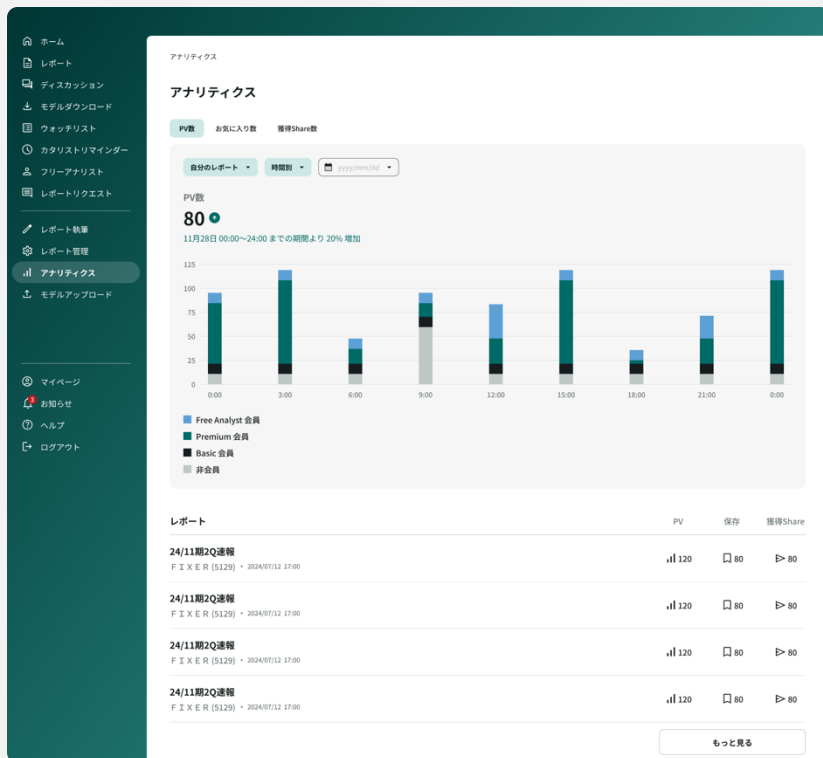 ホーム
レポート
ディスカッション
モデルダウンロード
ウォッチリスト
カタリストリマインダー
フリーアナリスト
レポートリクエスト
レポート執筆
レポート管理
アナリティクス
モデルアップロード
マイページ
3
お知らせ
ヘルプ
ログアウト
アナリティクス
アナリティクス
PV数 お気に入り数 獲得Share数
自分のレポート 時間別 yyyy/mm/dd
PV数
80
11月28日 00:00〜24:00 までの期間より 20% 増加
125
100
75
50
25
0
0:00 3:00 6:00 9:00 12:00 15:00 18:00 21:00 0:00
Free Analyst 会員
Premium 会員
Basic 会員
非会員
レポート PV 保存 獲得Share
24/11期2Q速報
ＦＩＸＥＲ (5129) • 2024/07/12 17:00
120 80 80
24/11期2Q速報
ＦＩＸＥＲ (5129) • 2024/07/12 17:00
120 80 80
24/11期2Q速報
ＦＩＸＥＲ (5129) • 2024/07/12 17:00
120 80 80
24/11期2Q速報
ＦＩＸＥＲ (5129) • 2024/07/12 17:00
120 80 80
もっと見る